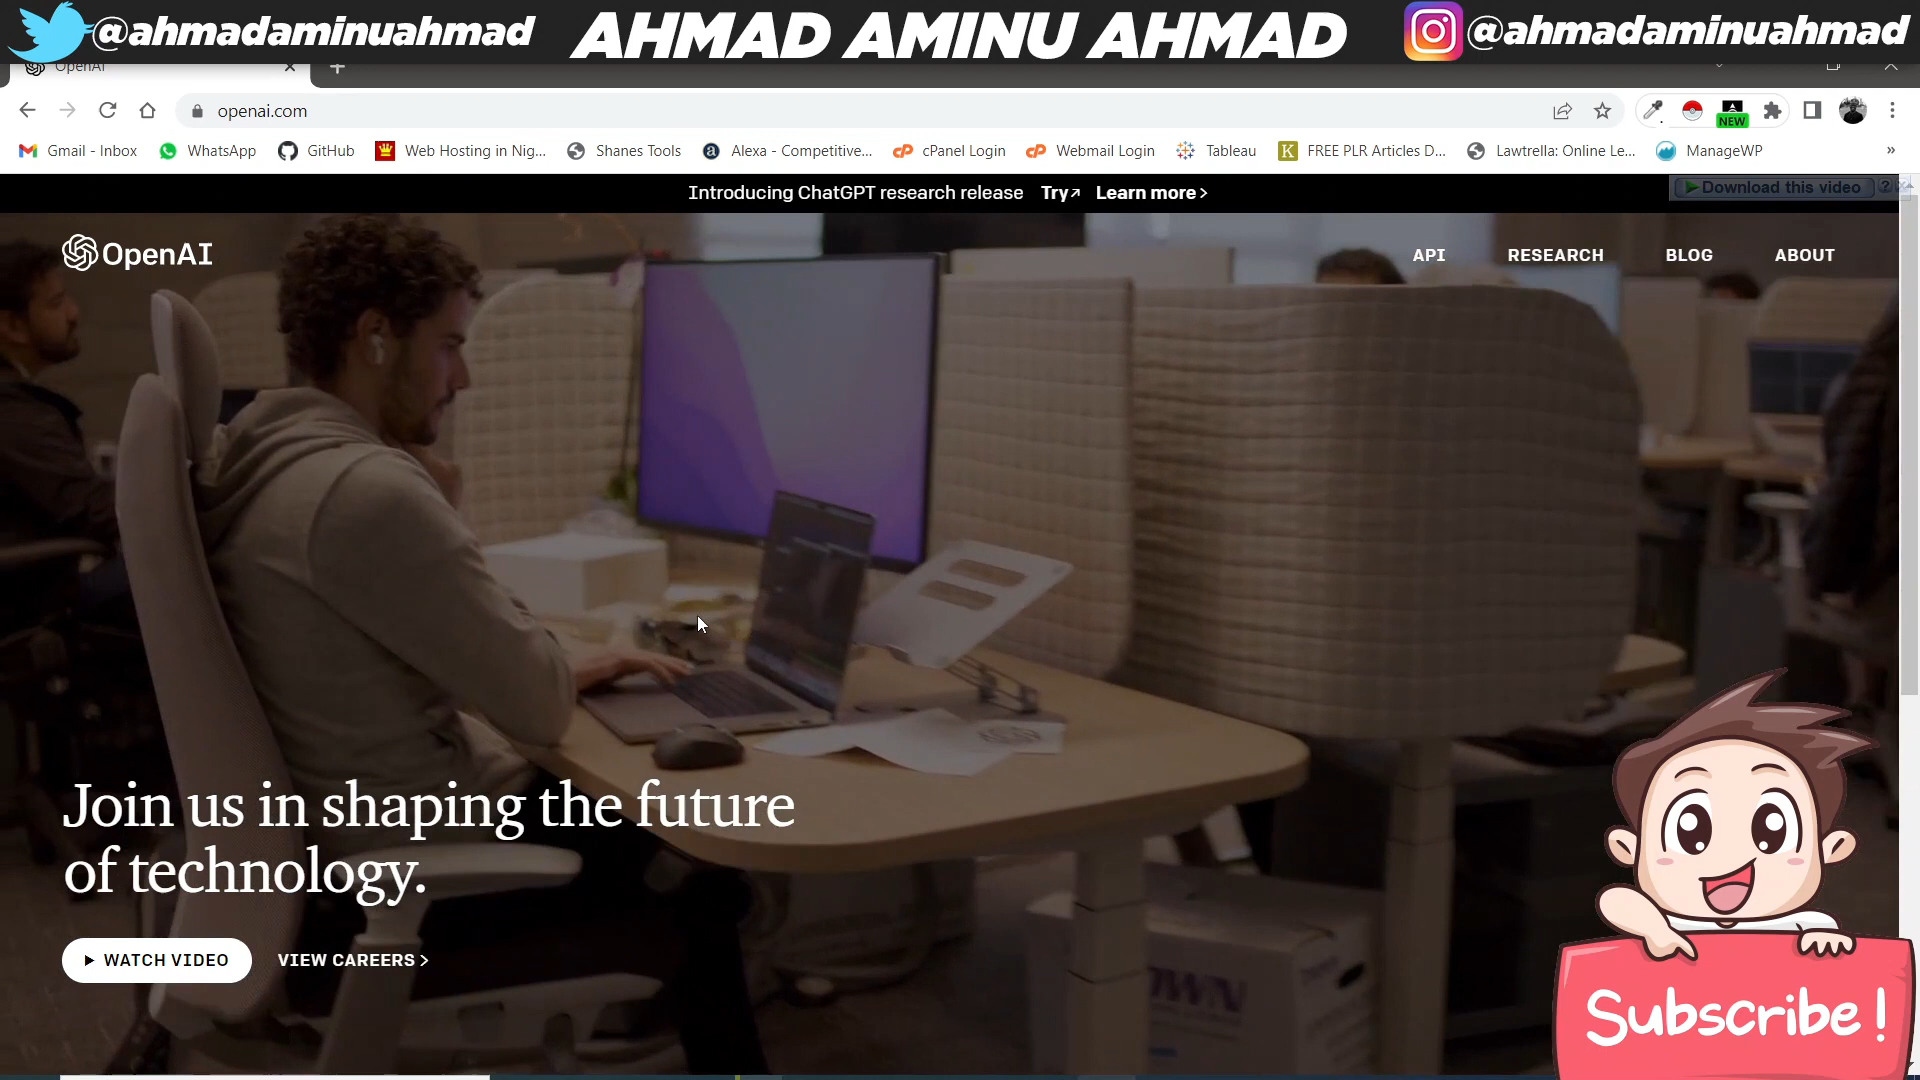 @ahmadaminuahmad AHMAD AMINU AHMAD @ahmadaminuahmad
OpenAI
openai.com
NEW
Gmail - Inbox WhatsApp GitHub Web Hosting in Nig... Shanes Tools Alexa - Competitive... cPanel Login Webmail Login Tableau FREE PLR Articles D... Lawtrella: Online Le... ManageWP »
Introducing ChatGPT research release Try↗ Learn more >
Download this video ?
OpenAI API RESEARCH BLOG ABOUT
Join us in shaping the future
of technology.
WATCH VIDEO VIEW CAREERS >
Subscribe!